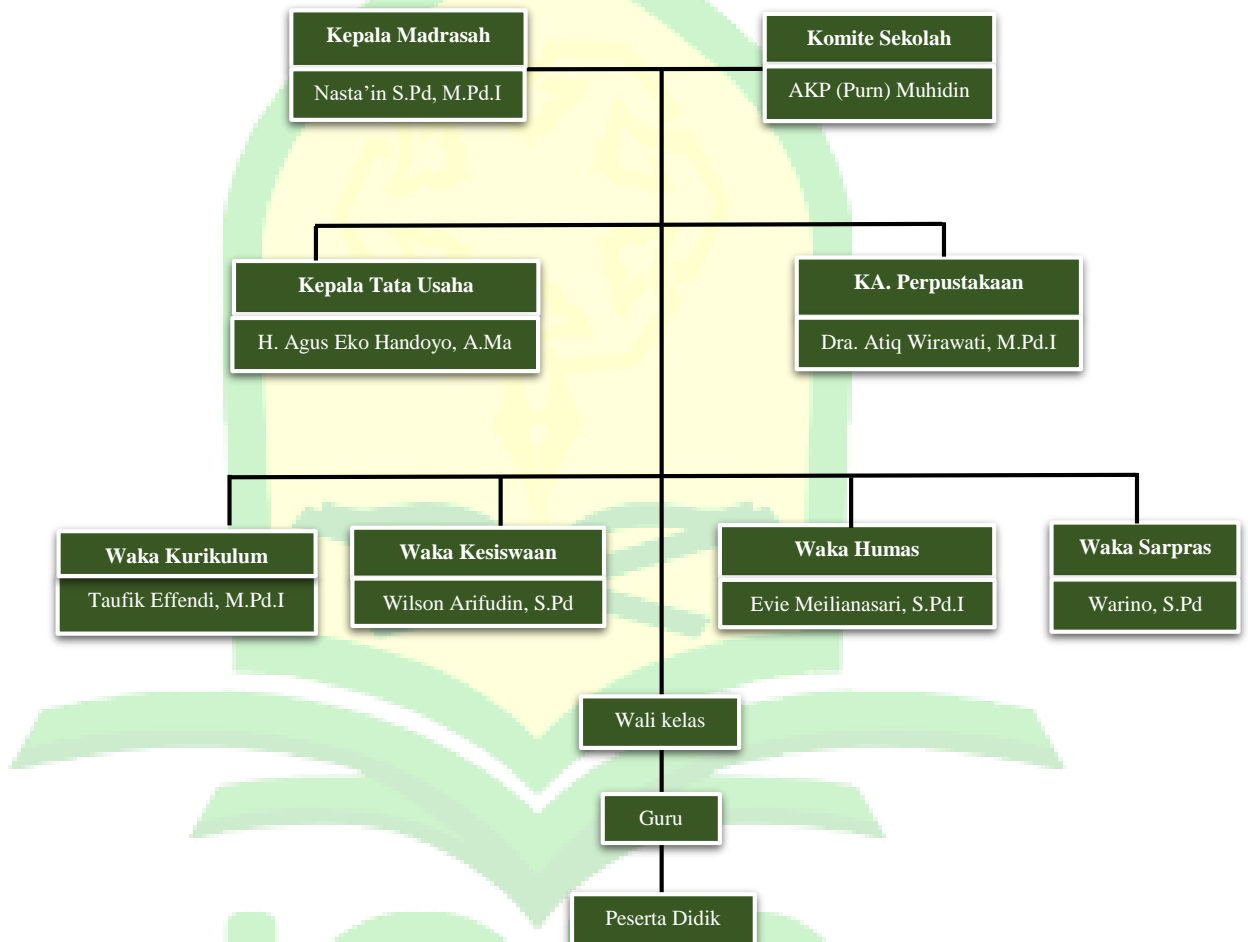 Kepala Madrasah
Nasta’in S.Pd, M.Pd.I
Komite Sekolah
AKP (Purn) Muhidin
Kepala Tata Usaha
H. Agus Eko Handoyo, A.Ma
KA. Perpustakaan
Dra. Atiq Wirawati, M.Pd.I
Waka Kurikulum
Taufik Effendi, M.Pd.I
Waka Kesiswaan
Wilson Arifudin, S.Pd
Waka Humas
Evie Meilianasari, S.Pd.I
Waka Sarpras
Warino, S.Pd
Wali kelas
Guru
Peserta Didik